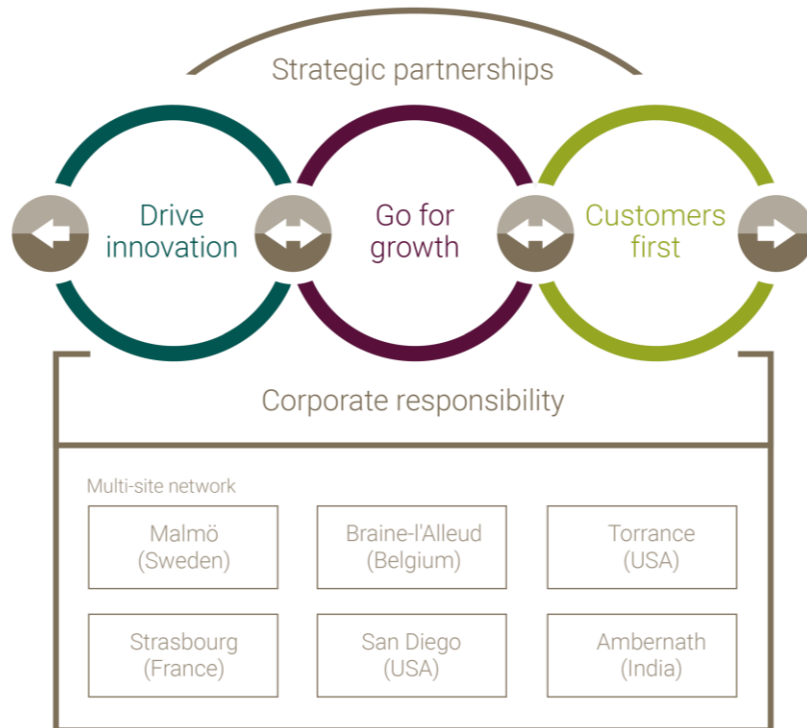 Strategic partnerships
Drive
innovation
Go for
growth
Customers
first
Corporate responsibility
Multi-site network
Malmö
(Sweden)
Braine-l'Alleud
(Belgium)
Torrance
(USA)
Strasbourg
(France)
San Diego
(USA)
Ambernath
(India)